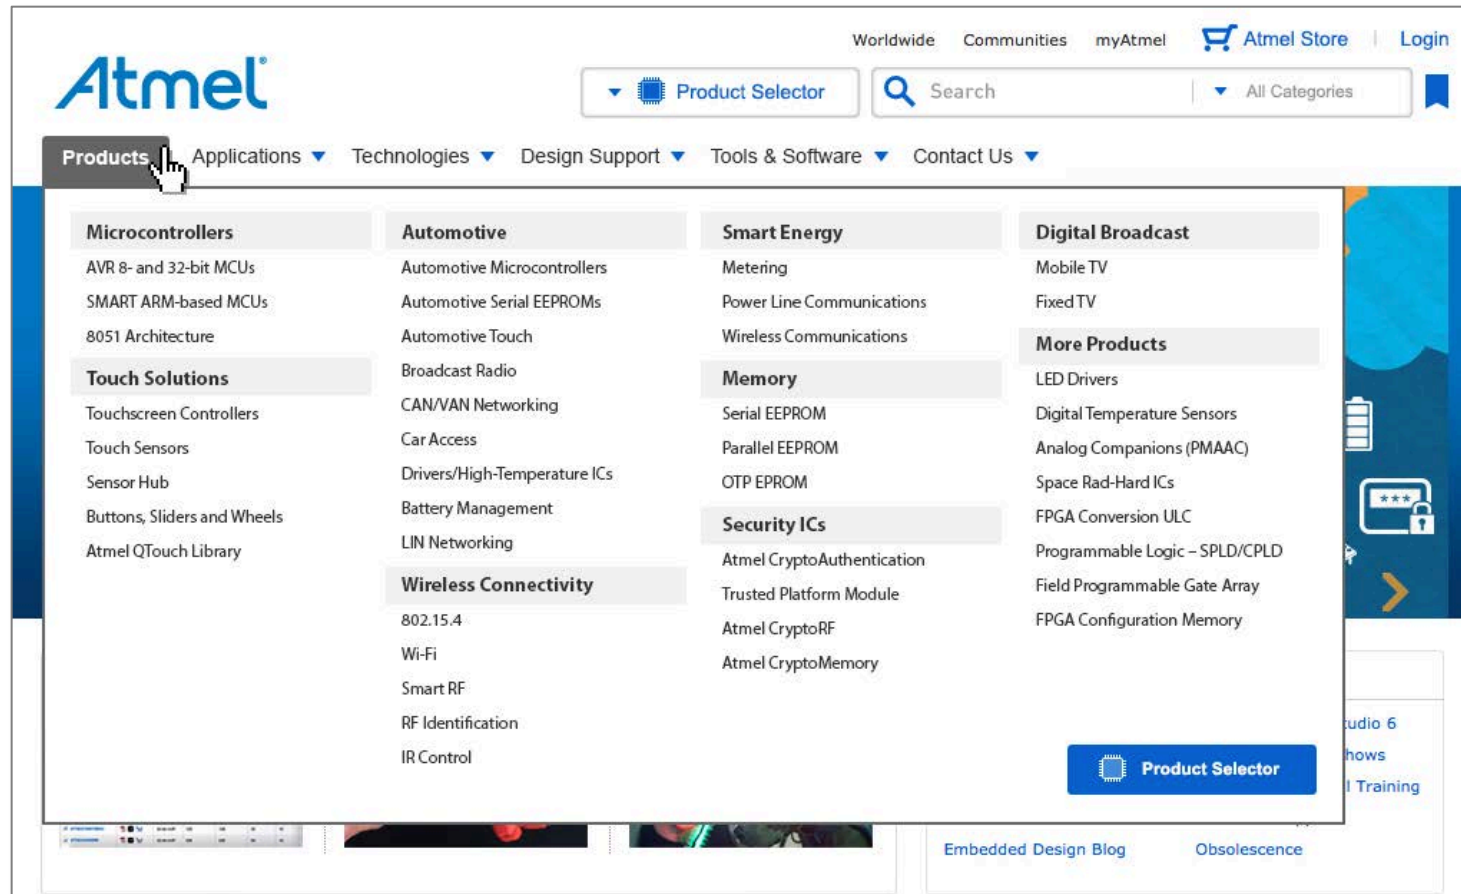 Worldwide Communities myAtmel Atmel Store Login
Atmel
Product Selector
Search
All Categories
Products Applications Technologies Design Support Tools & Software Contact Us
Microcontrollers
AVR 8- and 32-bit MCUs
SMART ARM-based MCUs
8051 Architecture
Touch Solutions
Touchscreen Controllers
Touch Sensors
Sensor Hub
Buttons, Sliders and Wheels
Atmel QTouch Library
Automotive
Automotive Microcontrollers
Automotive Serial EEPROMs
Automotive Touch
Broadcast Radio
CAN/VAN Networking
Car Access
Drivers/High-Temperature ICs
Battery Management
LIN Networking
Wireless Connectivity
802.15.4
Wi-Fi
Smart RF
RF Identification
IR Control
Smart Energy
Metering
Power Line Communications
Wireless Communications
Memory
Serial EEPROM
Parallel EEPROM
OTP EPROM
Security ICs
Atmel CryptoAuthentication
Trusted Platform Module
Atmel CryptoRF
Atmel CryptoMemory
Digital Broadcast
Mobile TV
Fixed TV
More Products
LED Drivers
Digital Temperature Sensors
Analog Companions (PMAAC)
Space Rad-Hard ICs
FPGA Conversion ULC
Programmable Logic – SPLD/CPLD
Field Programmable Gate Array
FPGA Configuration Memory
Product Selector
***
udio 6
hows
l Training
Embedded Design Blog
Obsolescence